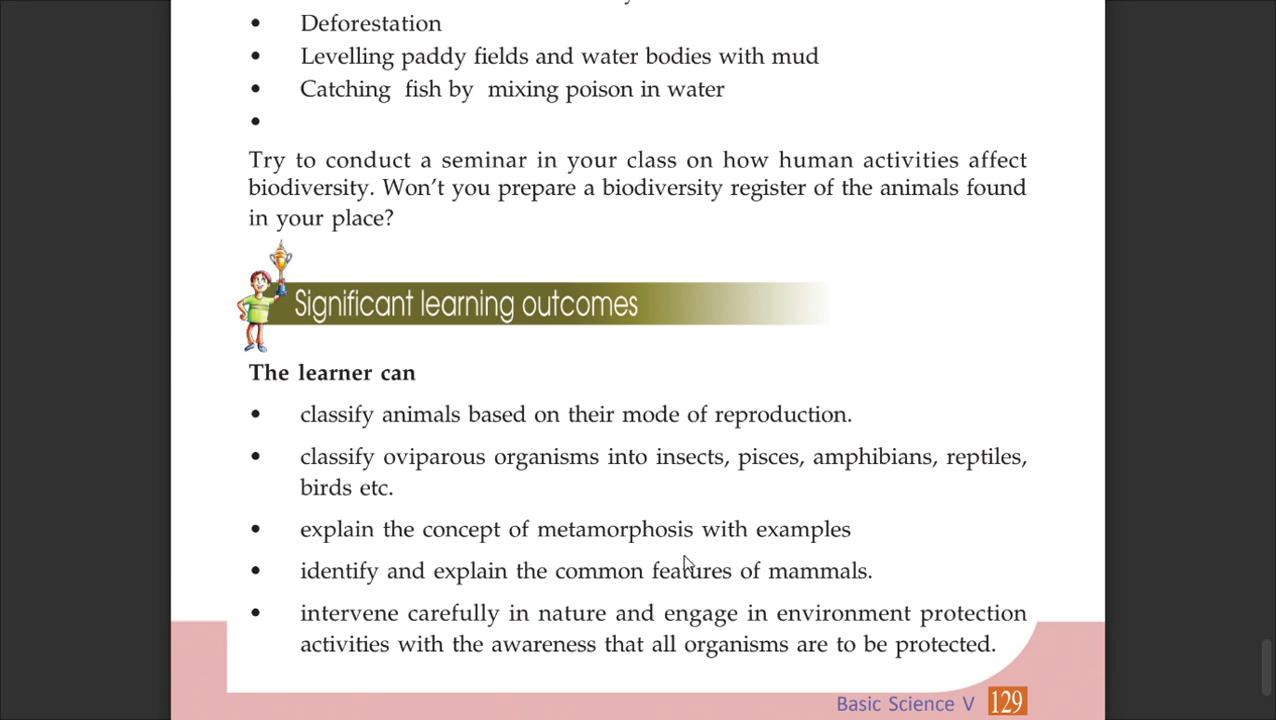 • Deforestation
• Levelling paddy fields and water bodies with mud
• Catching fish by mixing poison in water
•
Try to conduct a seminar in your class on how human activities affect
biodiversity. Won't you prepare a biodiversity register of the animals found
in your place?
Significant learning outcomes
The learner can
• classify animals based on their mode of reproduction.
• classify oviparous organisms into insects, pisces, amphibians, reptiles,
birds etc.
• explain the concept of metamorphosis with examples
• identify and explain the common features of mammals.
• intervene carefully in nature and engage in environment protection
activities with the awareness that all organisms are to be protected.
Basic Science V 129